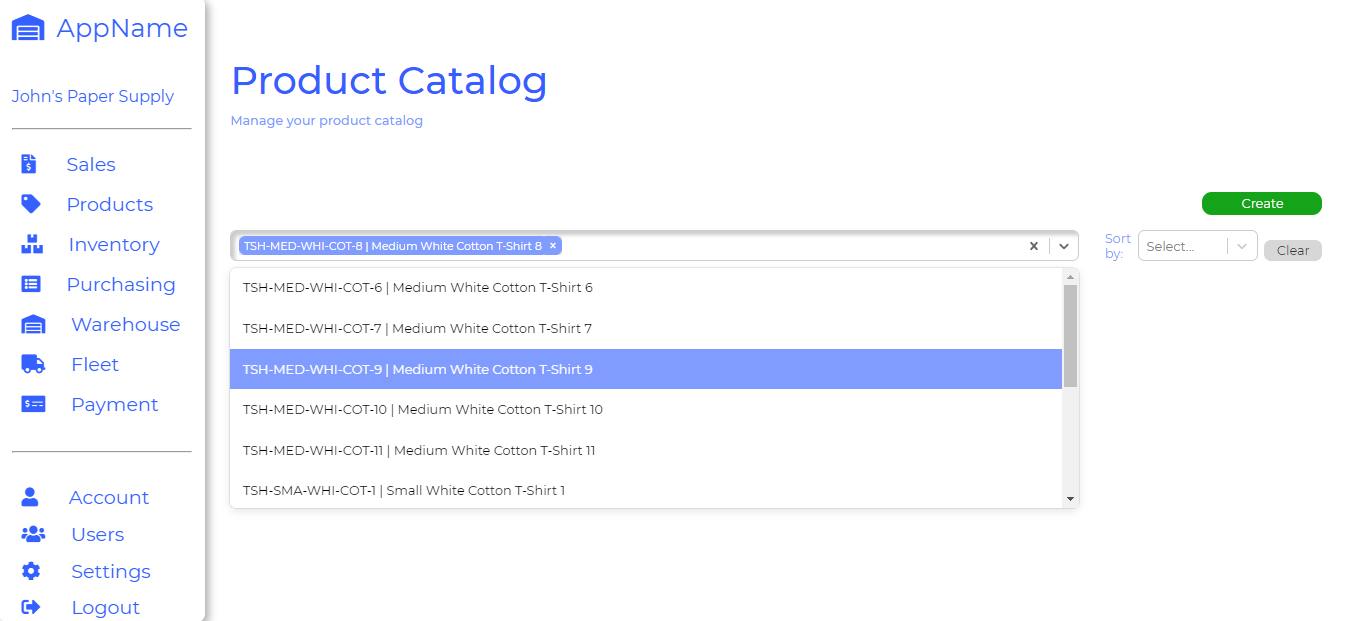 AppName
John's Paper Supply
Sales
Products
Inventory
Purchasing
Warehouse
Fleet
Payment
Account
Users
Settings
Logout
Product Catalog
Manage your product catalog
Create
TSH-MED-WHI-COT-8 | Medium White Cotton T-Shirt 8 ×
Sort
by:
Select...
Clear
TSH-MED-WHI-COT-6 | Medium White Cotton T-Shirt 6
TSH-MED-WHI-COT-7 | Medium White Cotton T-Shirt 7
TSH-MED-WHI-COT-9 | Medium White Cotton T-Shirt 9
TSH-MED-WHI-COT-10 | Medium White Cotton T-Shirt 10
TSH-MED-WHI-COT-11 | Medium White Cotton T-Shirt 11
TSH-SMA-WHI-COT-1 | Small White Cotton T-Shirt 1